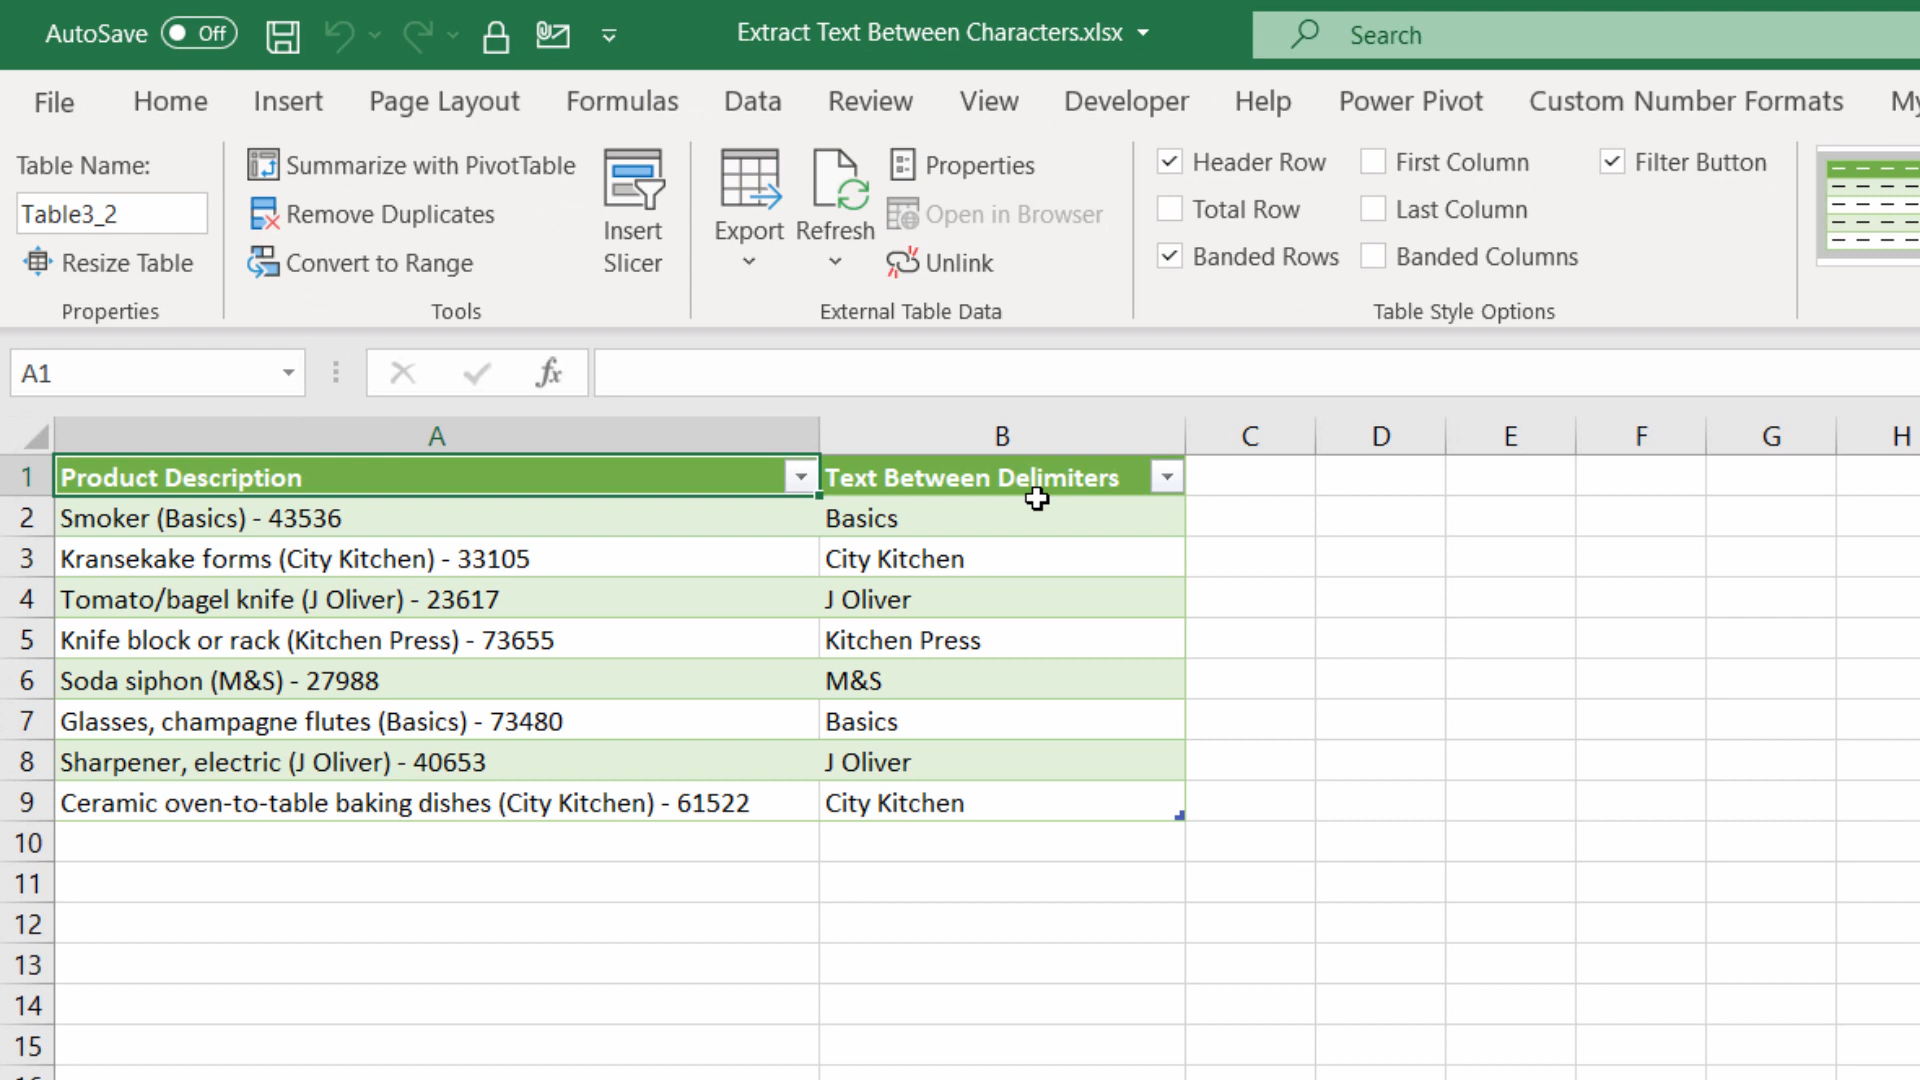 AutoSave Off Extract Text Between Characters.xlsx Search
File Home Insert Page Layout Formulas Data Review View Developer Help Power Pivot Custom Number Formats My
Table Name:
Table3_2
Resize Table
Properties
Summarize with PivotTable
Remove Duplicates
Convert to Range
Insert
Slicer
Tools
Export
Refresh
Properties
Open in Browser
Unlink
External Table Data
Header Row First Column Filter Button
Total Row Last Column
Banded Rows Banded Columns
Table Style Options
A1 fx
A B C D E F G H
1 Product Description Text Between Delimiters
2 Smoker (Basics) - 43536 Basics
3 Kransekake forms (City Kitchen) - 33105 City Kitchen
4 Tomato/bagel knife (J Oliver) - 23617 J Oliver
5 Knife block or rack (Kitchen Press) - 73655 Kitchen Press
6 Soda siphon (M&S) - 27988 M&S
7 Glasses, champagne flutes (Basics) - 73480 Basics
8 Sharpener, electric (J Oliver) - 40653 J Oliver
9 Ceramic oven-to-table baking dishes (City Kitchen) - 61522 City Kitchen
10
11
12
13
14
15